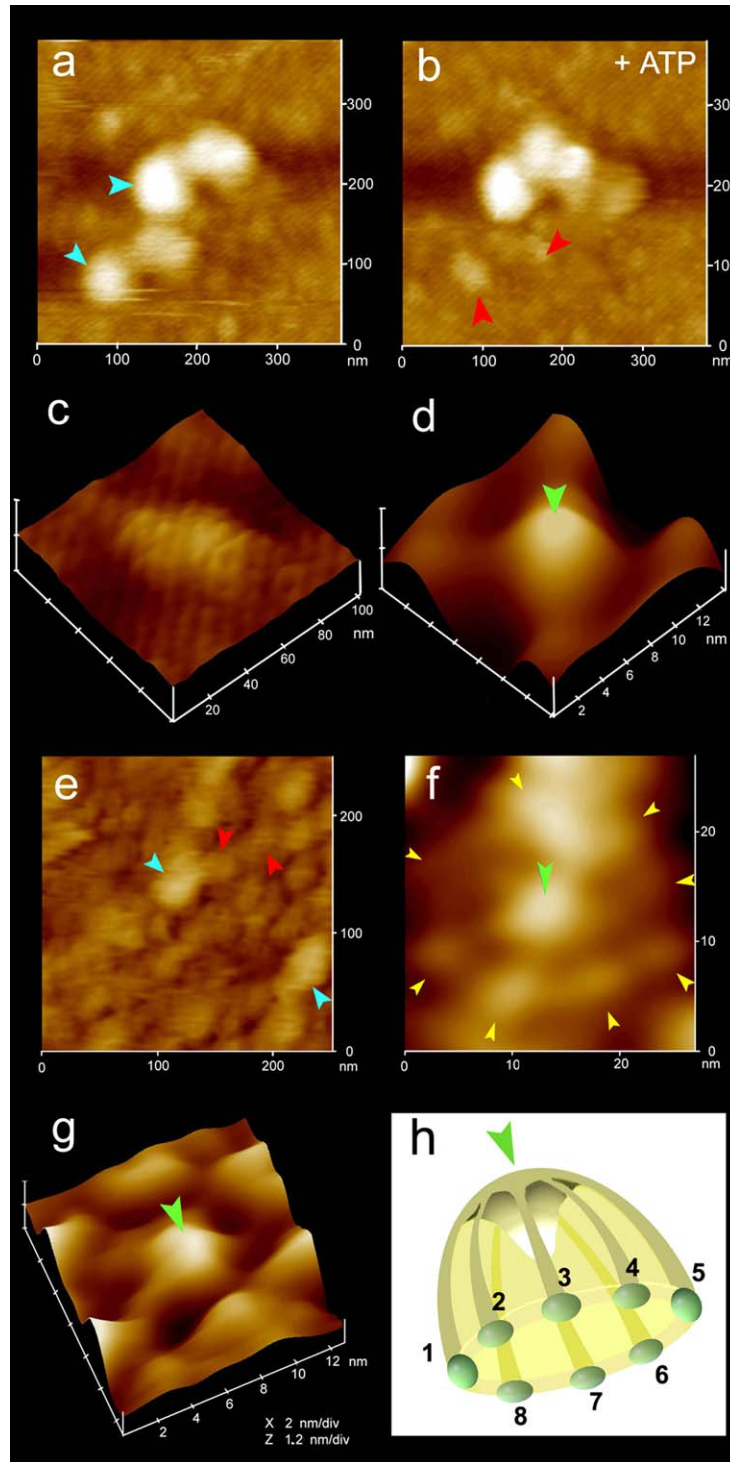 a
300
200
100
0
0 100 200 300
nm
b + ATP
30
20
10
0
0 100 200 300
nm
c
20 40 60 80 100
nm
d
2 4 6 8 10 12
nm
e
200
100
0
0 100 200
nm
f
20
10
0
0 10 20
nm
g
2 4 6 8 10 12
nm
X 2 nm/div
Z 1.2 nm/div
h
1 2 3 4 5
8 7 6